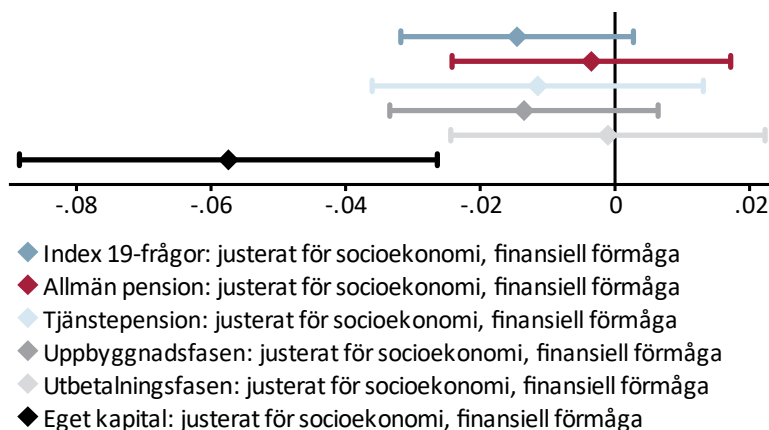 -.08 -.06 -.04 -.02 0 .02
Index 19-frågor: justerat för socioekonomi, finansiell förmåga
Allmän pension: justerat för socioekonomi, finansiell förmåga
Tjänstepension: justerat för socioekonomi, finansiell förmåga
Uppbyggnadsfasen: justerat för socioekonomi, finansiell förmåga
Utbetalningsfasen: justerat för socioekonomi, finansiell förmåga
Eget kapital: justerat för socioekonomi, finansiell förmåga